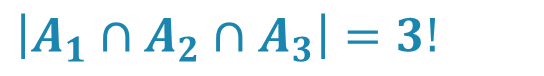 |A₁ ∩ A₂ ∩ A₃| = 3!